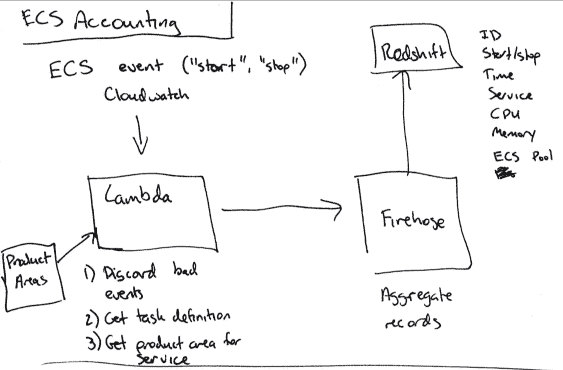 ECS Accounting
ECS event ("start", "stop")
Cloudwatch
Lambda
Product
Areas
1) Discard bad
events
2) Get task definition
3) Get product area for
Service
Firehose
Aggregate
records
Redshift
ID
Start/stop
Time
Service
CPU
Memory
ECS Pool